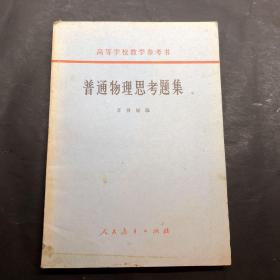 高等学校教学参考书
普通物理思考题集
编
人民教育出版社